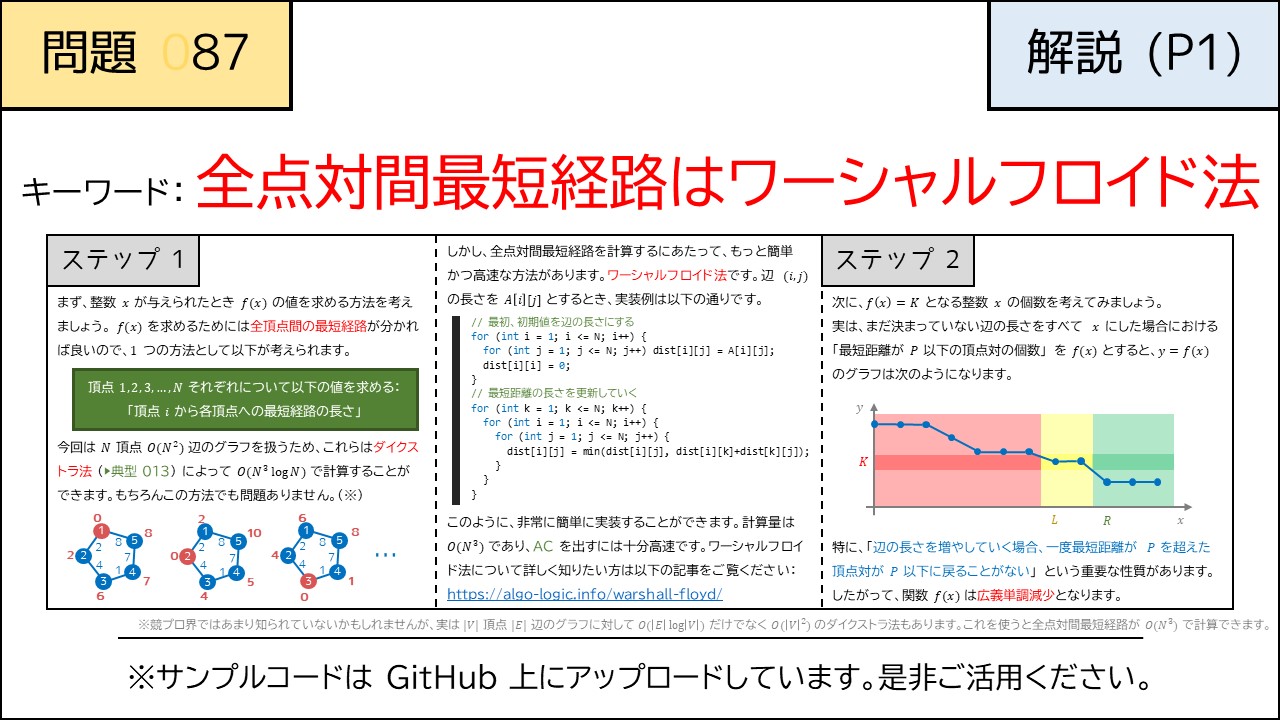 問題 087
解説 (P1)
キーワード: 全点対間最短経路はワーシャルフロイド法
ステップ 1
まず、整数 x が与えられたとき f(x) の値を求める方法を考え
ましょう。f(x) を求めるためには全頂点間の最短経路が分かれ
ば良いので、1 つの方法として以下が考えられます。
頂点 1, 2, 3, ..., N それぞれについて以下の値を求める:
「頂点 i から各頂点への最短経路の長さ」
今回は N 頂点 O(N²) 辺のグラフを扱うため、これらはダイクス
トラ法 (▶典型 013) によって O(N³ log N) で計算することが
できます。もちろんこの方法でも問題ありません。(※)
0 1 2 2 3 6 4 7 5 8 2 8 7 4 1
2 1 0 2 3 4 4 5 5 10 2 8 7 4 1
6 1 4 2 3 0 4 1 5 8 2 8 7 4 1
…
しかし、全点対間最短経路を計算するにあたって、もっと簡単
かつ高速な方法があります。ワーシャルフロイド法です。辺 (i, j)
の長さを A[i][j] とするとき、実装例は以下の通りです。
// 最初、初期値を辺の長さにする
for (int i = 1; i <= N; i++) {
for (int j = 1; j <= N; j++) dist[i][j] = A[i][j];
dist[i][i] = 0;
}
// 最短距離の長さを更新していく
for (int k = 1; k <= N; k++) {
for (int i = 1; i <= N; i++) {
for (int j = 1; j <= N; j++) {
dist[i][j] = min(dist[i][j], dist[i][k]+dist[k][j]);
}
}
}
このように、非常に簡単に実装することができます。計算量は
O(N³) であり、AC を出すには十分高速です。ワーシャルフロイ
ド法について詳しく知りたい方は以下の記事をご覧ください:
https://algo-logic.info/warshall-floyd/
ステップ 2
次に、f(x) = K となる整数 x の個数を考えてみましょう。
実は、まだ決まっていない辺の長さをすべて x にした場合における
「最短距離が P 以下の頂点対の個数」を f(x) とすると、y = f(x)
のグラフは次のようになります。
y
K
L
R
x
特に、「辺の長さを増やしていく場合、一度最短距離が P を超えた
頂点対が P 以下に戻ることがない」という重要な性質があります。
したがって、関数 f(x) は広義単調減少となります。
※競プロ界ではあまり知られていないかもしれませんが、実は |V| 頂点 |E| 辺のグラフに対して O(|E| log|V|) だけでなく O(|V|²) のダイクストラ法もあります。これを使うと全点対間最短経路が O(N³) で計算できます。
※サンプルコードは GitHub 上にアップロードしています。是非ご活用ください。